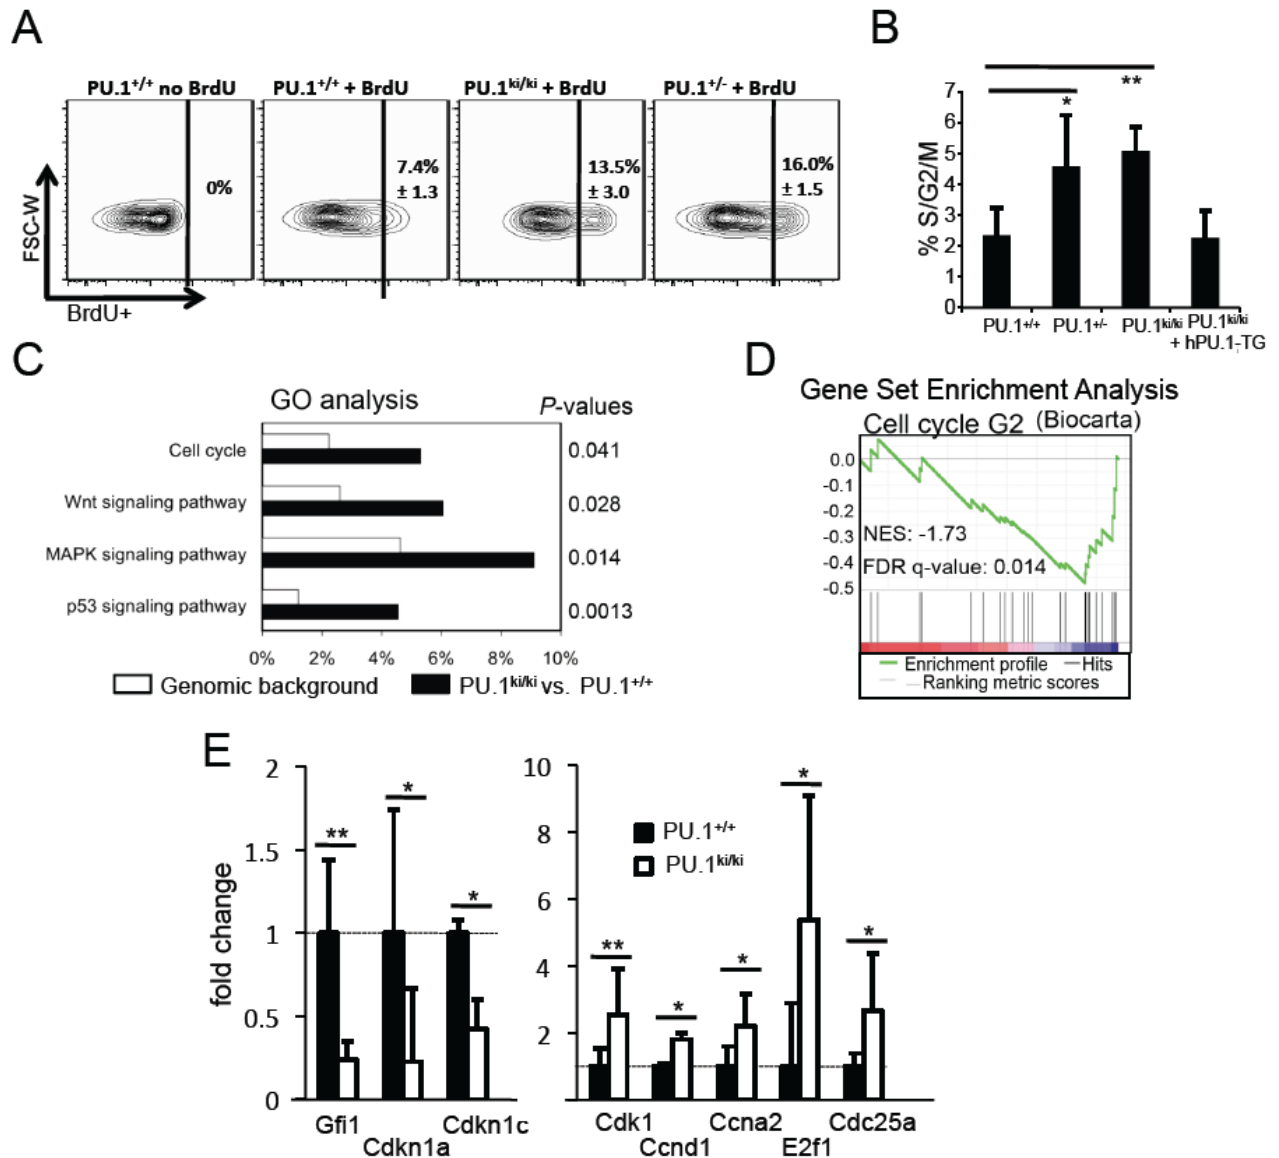 A
PU.1+/+ no BrdU
PU.1+/+ + BrdU
PU.1ki/ki + BrdU
PU.1+/- + BrdU
0%
7.4%
± 1.3
13.5%
± 3.0
16.0%
± 1.5
FSC-W
BrdU+
B
**
*
7
6
5
4
3
2
1
0
% S/G2/M
PU.1+/+
PU.1+/-
PU.1ki/ki
PU.1ki/ki
+ hPU.1-TG
C
GO analysis
P-values
Cell cycle
0.041
Wnt signaling pathway
0.028
MAPK signaling pathway
0.014
p53 signaling pathway
0.0013
0% 2% 4% 6% 8% 10%
Genomic background
PU.1ki/ki vs. PU.1+/+
D
Gene Set Enrichment Analysis
Cell cycle G2 (Biocarta)
0.0
-0.1
-0.2
-0.3
-0.4
-0.5
NES: -1.73
FDR q-value: 0.014
Enrichment profile
Hits
Ranking metric scores
E
2
1.5
1
0.5
0
fold change
**
*
*
Gfi1
Cdkn1a
Cdkn1c
10
8
6
4
2
PU.1+/+
PU.1ki/ki
**
*
*
*
*
Cdk1
Ccnd1
Ccna2
E2f1
Cdc25a